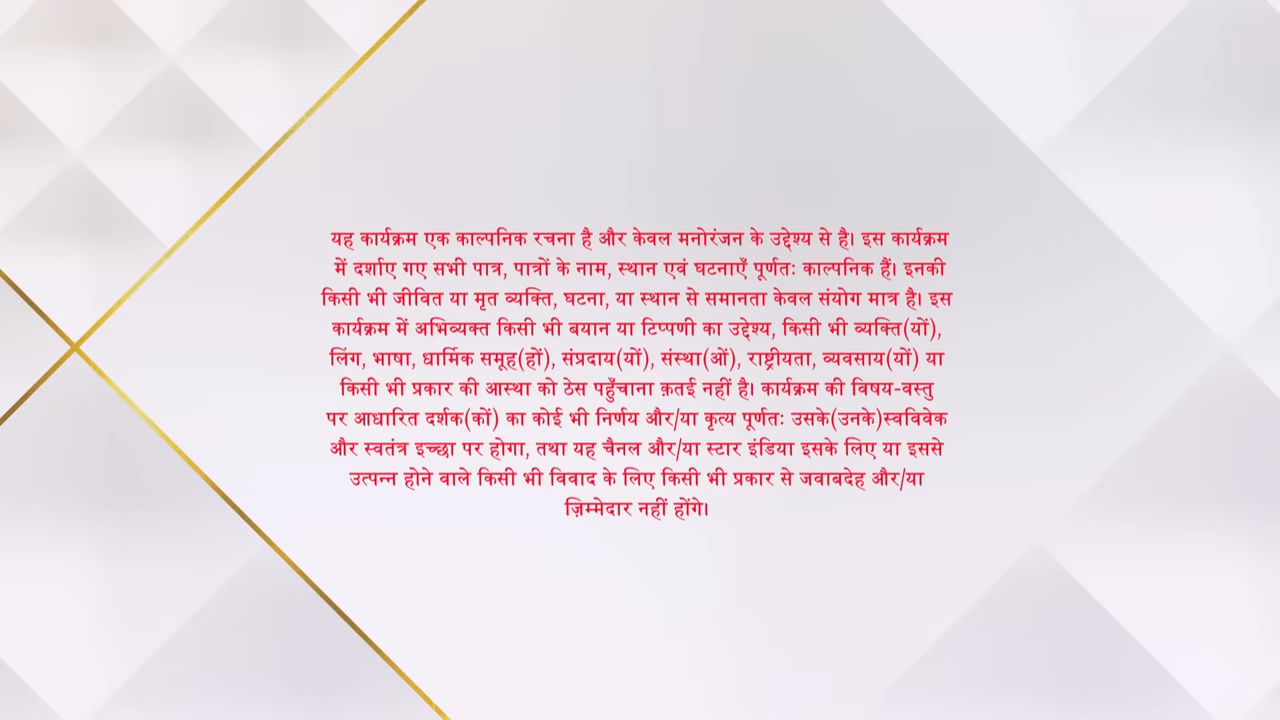 यह कार्यक्रम एक काल्पनिक रचना है और केवल मनोरंजन के उद्देश्य से है। इस कार्यक्रम
में दर्शाए गए सभी पात्र, पात्रों के नाम, स्थान एवं घटनाएँ पूर्णतः काल्पनिक हैं। इनकी
किसी भी जीवित या मृत व्यक्ति, घटना, या स्थान से समानता केवल संयोग मात्र है। इस
कार्यक्रम में अभिव्यक्त किसी भी बयान या टिप्पणी का उद्देश्य, किसी भी व्यक्ति(यों),
लिंग, भाषा, धार्मिक समूह(हों), संप्रदाय(यों), संस्था(ओं), राष्ट्रीयता, व्यवसाय(यों) या
किसी भी प्रकार की आस्था को ठेस पहुँचाना क़तई नहीं है। कार्यक्रम की विषय-वस्तु
पर आधारित दर्शक(कों) का कोई भी निर्णय और/या कृत्य पूर्णतः उसके(उनके)स्वविवेक
और स्वतंत्र इच्छा पर होगा, तथा यह चैनल और/या स्टार इंडिया इसके लिए या इससे
उत्पन्न होने वाले किसी भी विवाद के लिए किसी भी प्रकार से जवाबदेह और/या
ज़िम्मेदार नहीं होंगे।